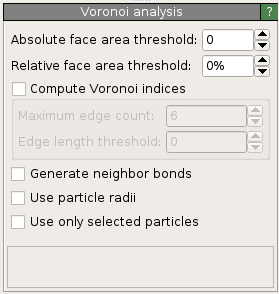 Voronoi analysis ?
Absolute face area threshold: 0
Relative face area threshold: 0%
Compute Voronoi indices
Maximum edge count: 6
Edge length threshold: 0
Generate neighbor bonds
Use particle radii
Use only selected particles